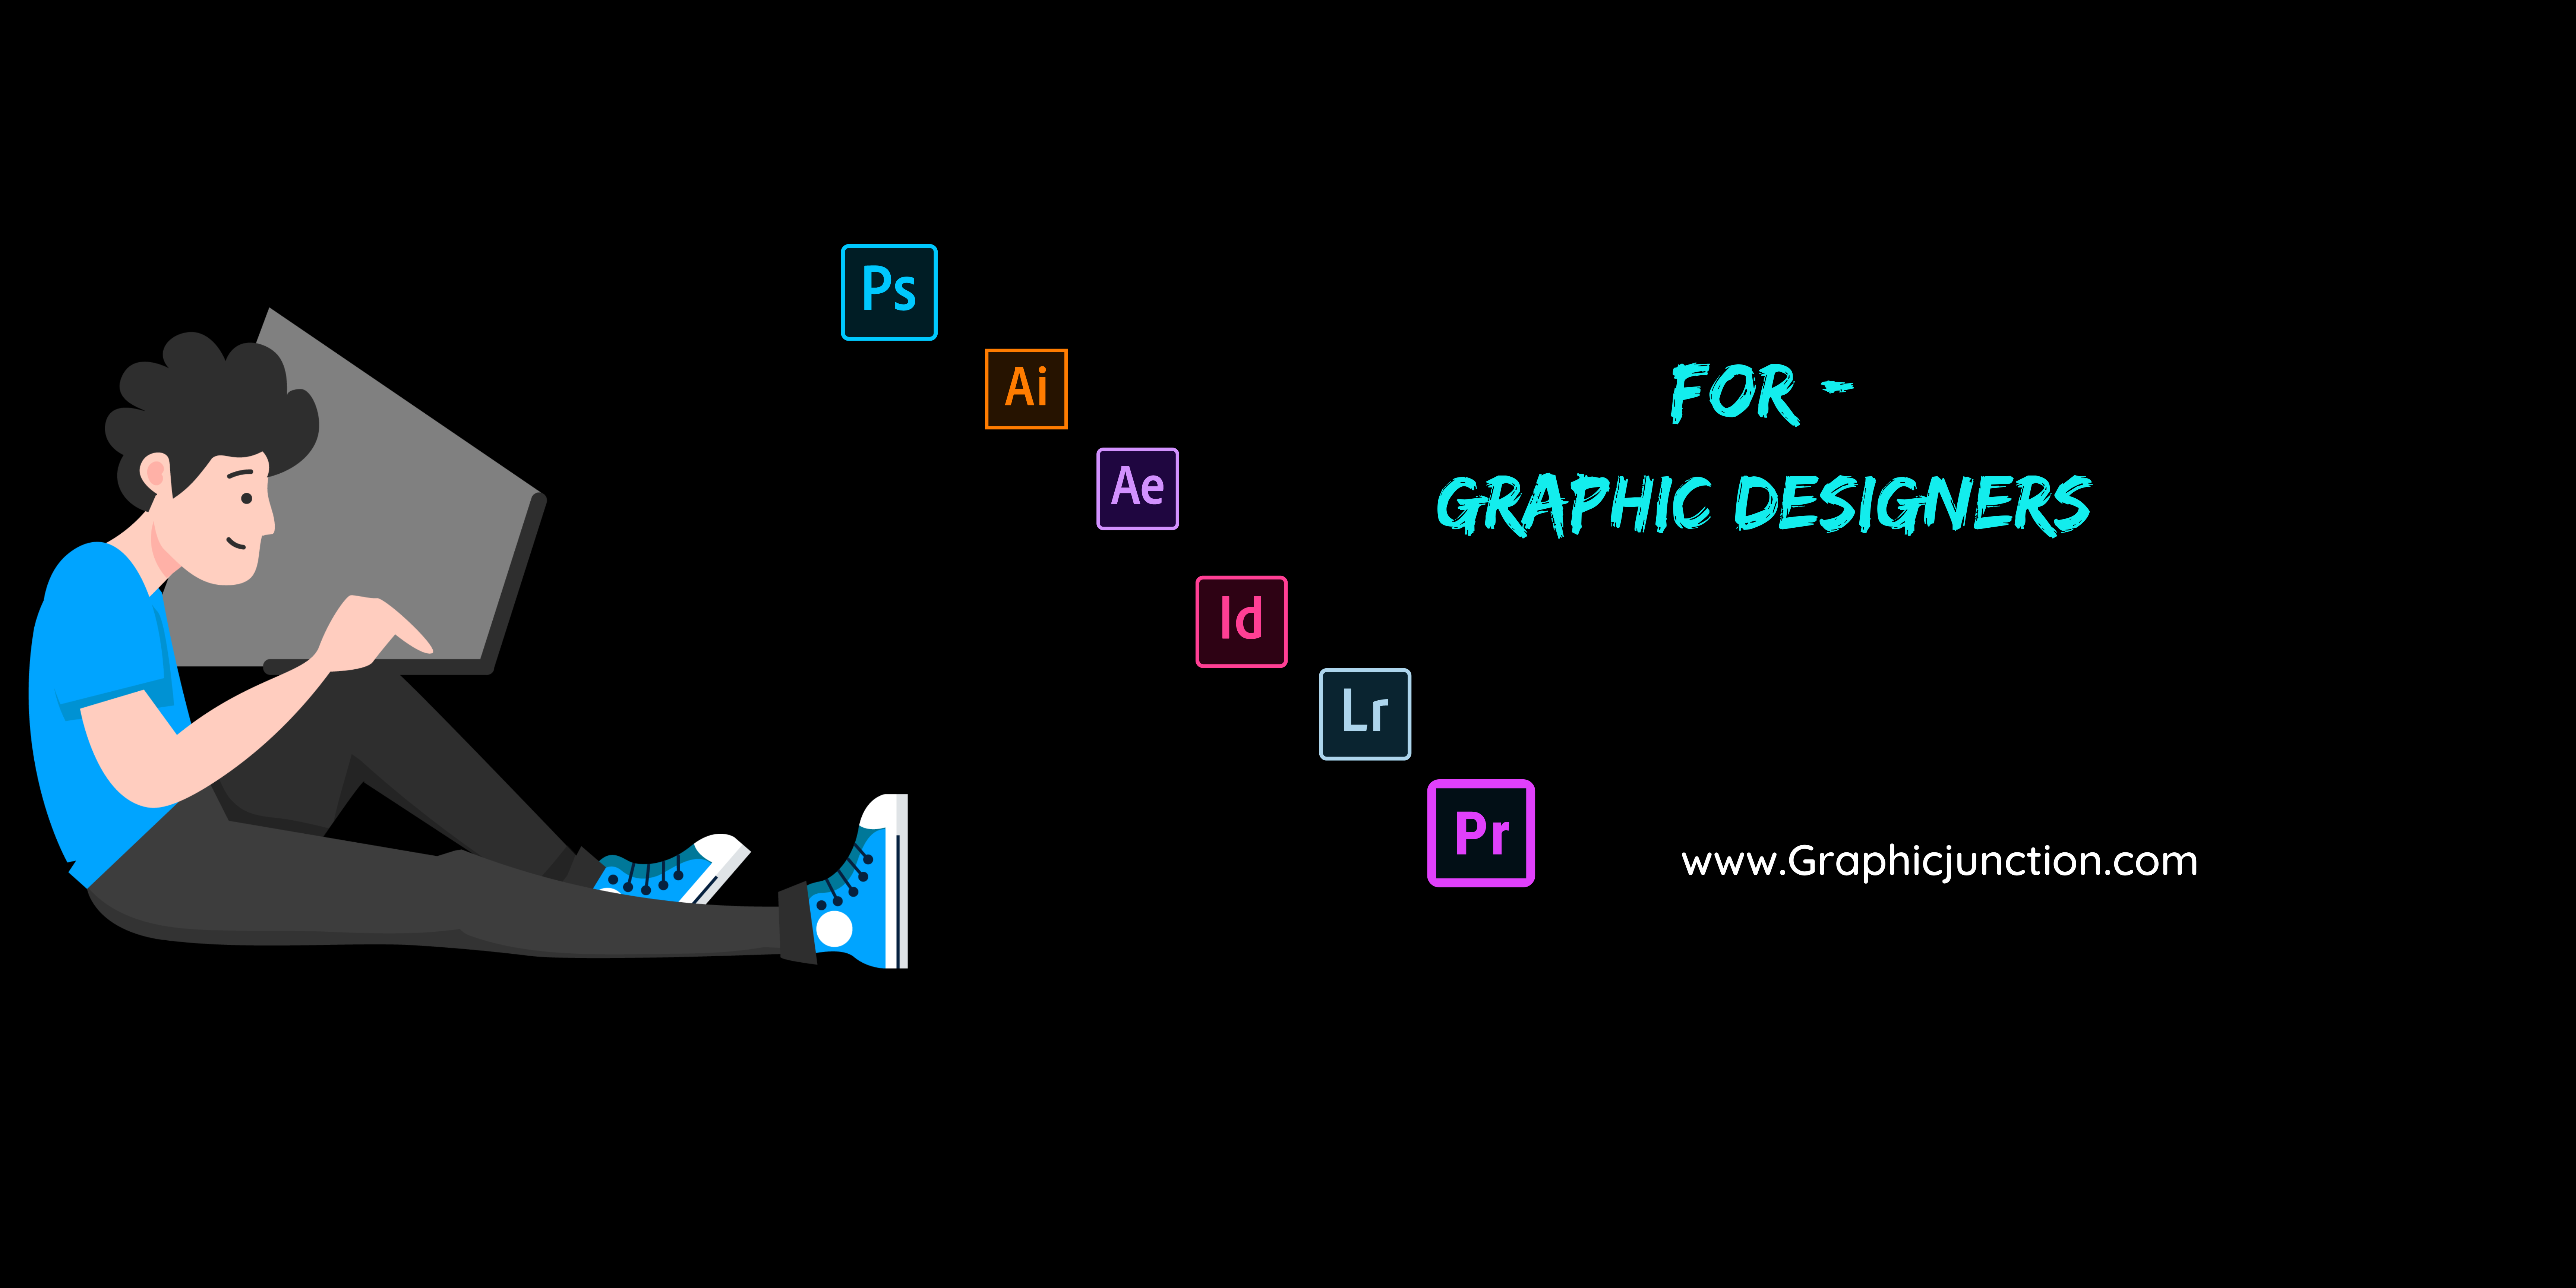 Ps
Ai
Ae
Id
Lr
Pr
FOR -
GRAPHIC DESIGNERS
www.Graphicjunction.com